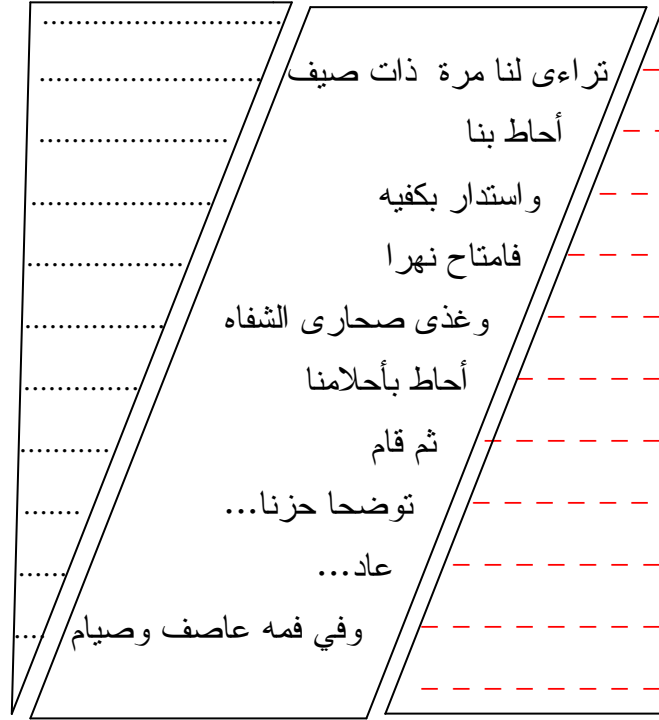 تراءى لنا مرة ذات صيف
أحاط بنا
واستدار بكفيه
فامتاح نهرا
وغذى صحارى الشفاه
أحاط بأحلامنا
ثم قام
توضحا حزنا...
عاد...
وفي فمه عاصف وصيام